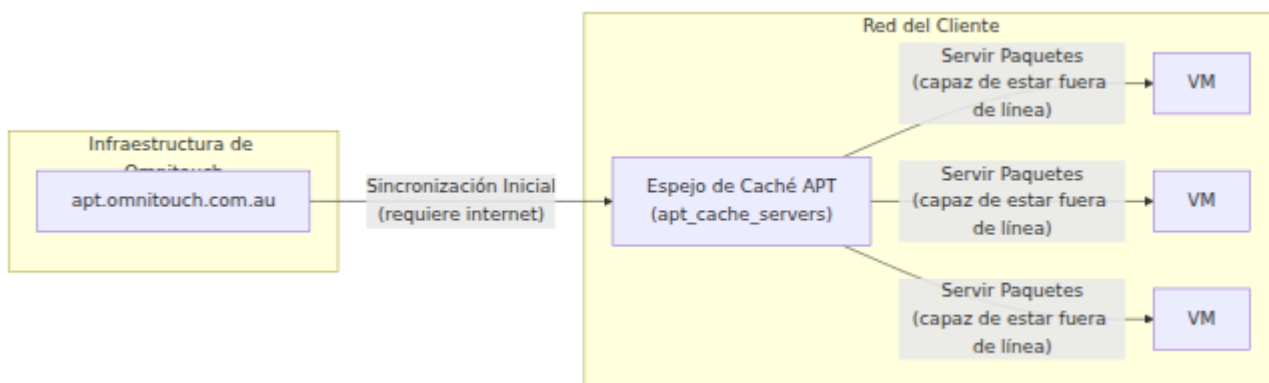 Red del Cliente
Servir Paquetes
(capaz de estar fuera
de línea)
VM
Infraestructura de
Omnitouch
apt.omnitouch.com.au
Sincronización Inicial
(requiere internet)
Espejo de Caché APT
(apt_cache_servers)
Servir Paquetes
(capaz de estar fuera
de línea)
VM
Servir Paquetes
(capaz de estar fuera
de línea)
VM